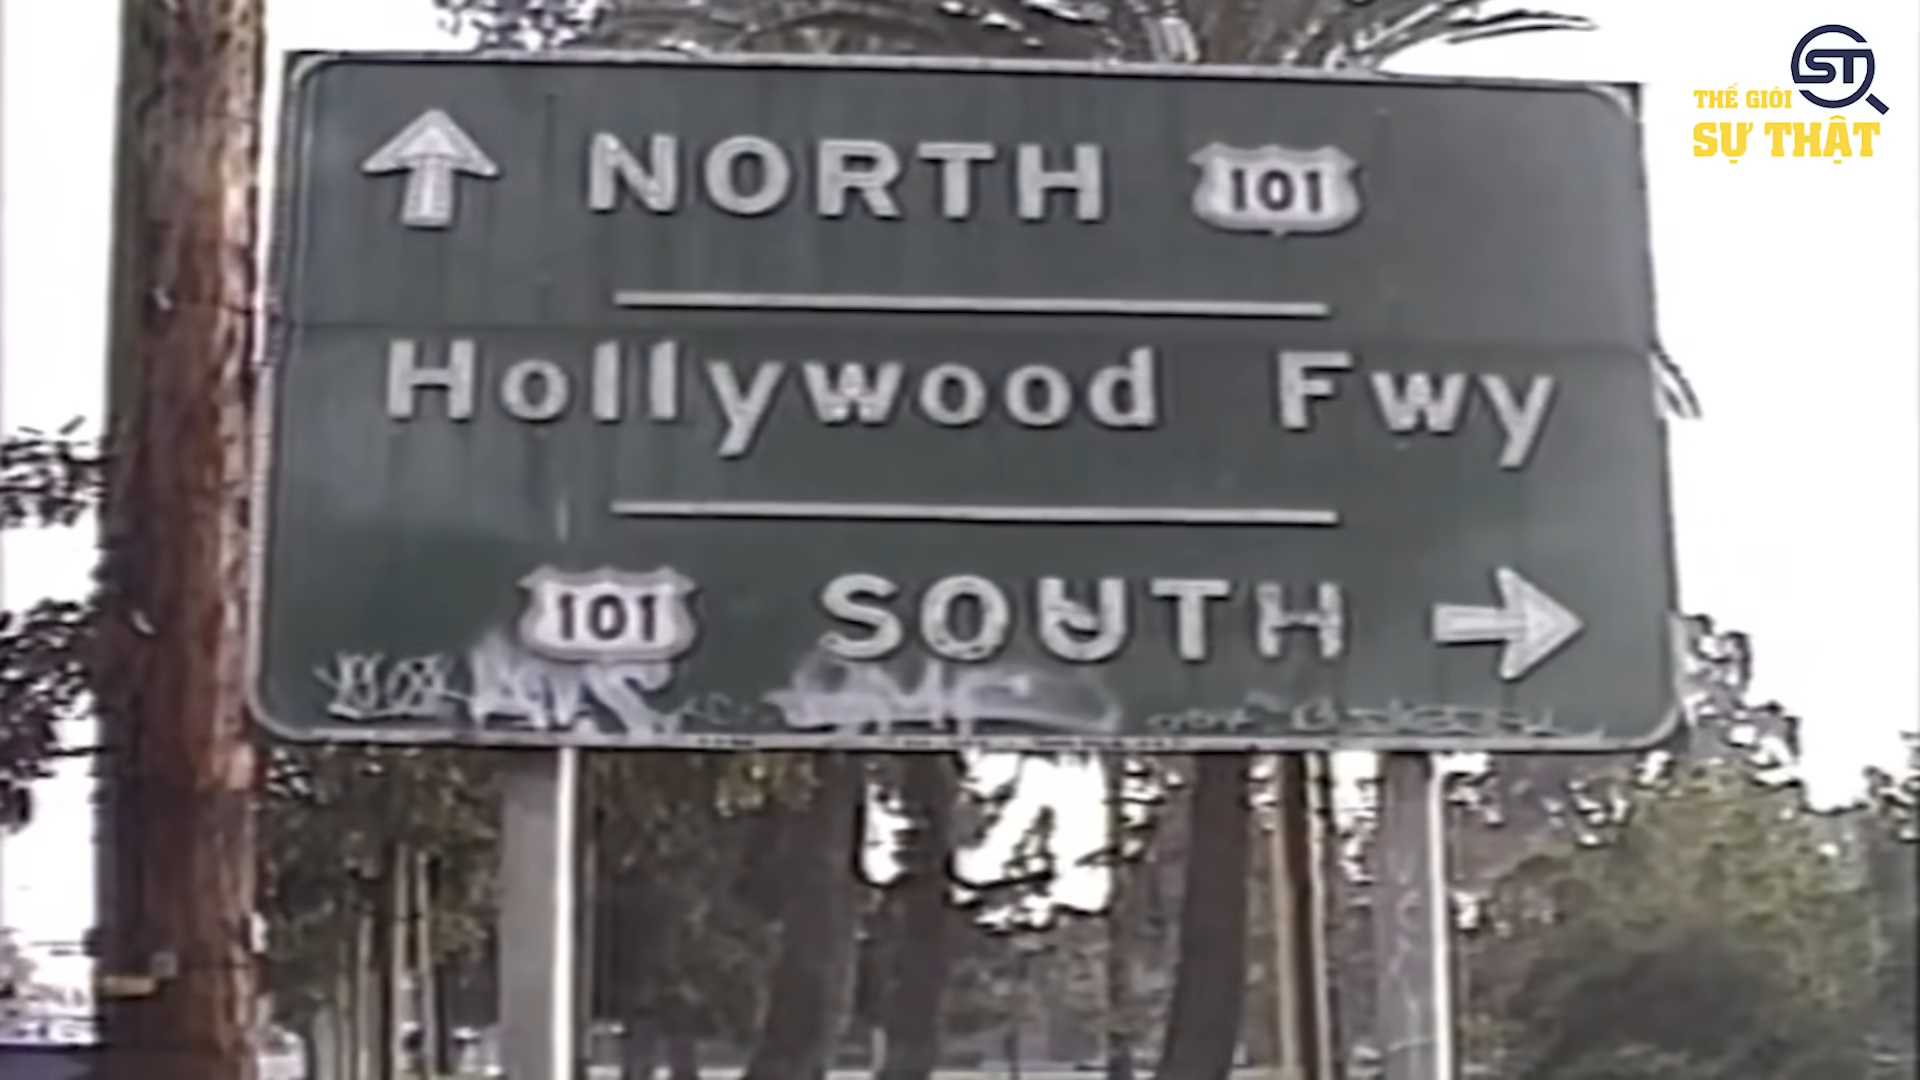 NORTH 101
Hollywood Fwy
101 SOUTH
ST
THẾ GIỚI
SỰ THẬT